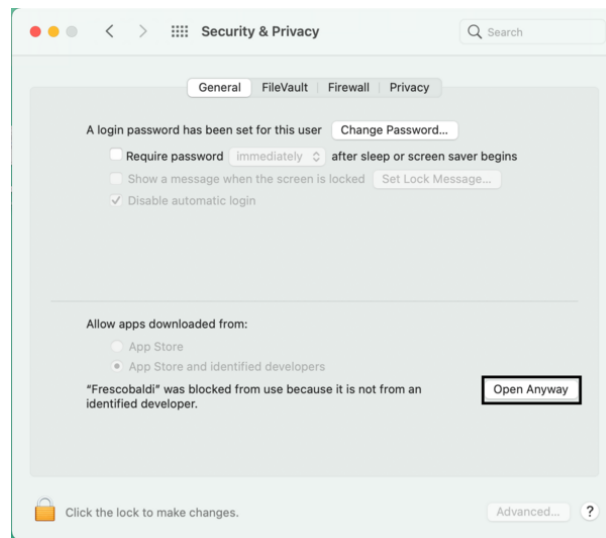 Security & Privacy
Search
General FileVault Firewall Privacy
A login password has been set for this user Change Password...
Require password immediately after sleep or screen saver begins
Show a message when the screen is locked Set Lock Message...
Disable automatic login
Allow apps downloaded from:
App Store
App Store and identified developers
“Frescobaldi” was blocked from use because it is not from an
identified developer.
Open Anyway
Click the lock to make changes.
Advanced...
?